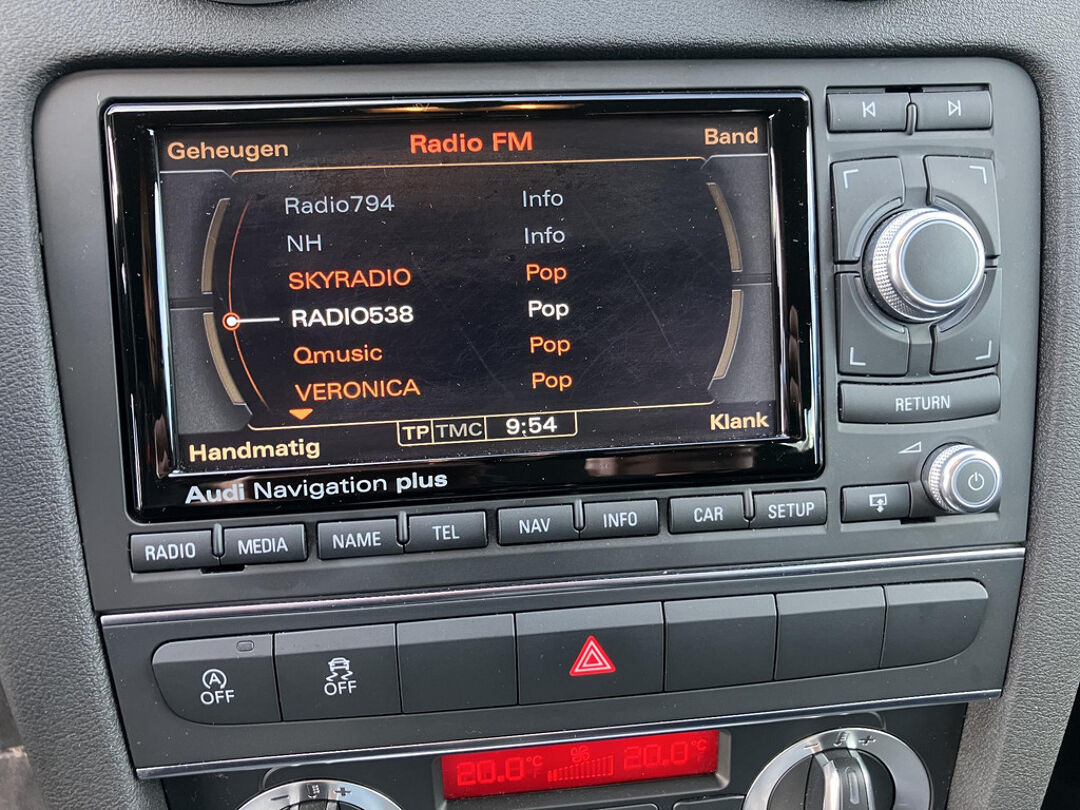 Geheugen Radio FM Band
Radio794 Info
NH Info
SKYRADIO Pop
RADIO538 Pop
Qmusic Pop
VERONICA Pop
Handmatig TP TMC 9:54 Klank
Audi Navigation plus
RETURN
RADIO MEDIA NAME TEL NAV INFO CAR SETUP
A OFF OFF
20.0°C 20.0°C